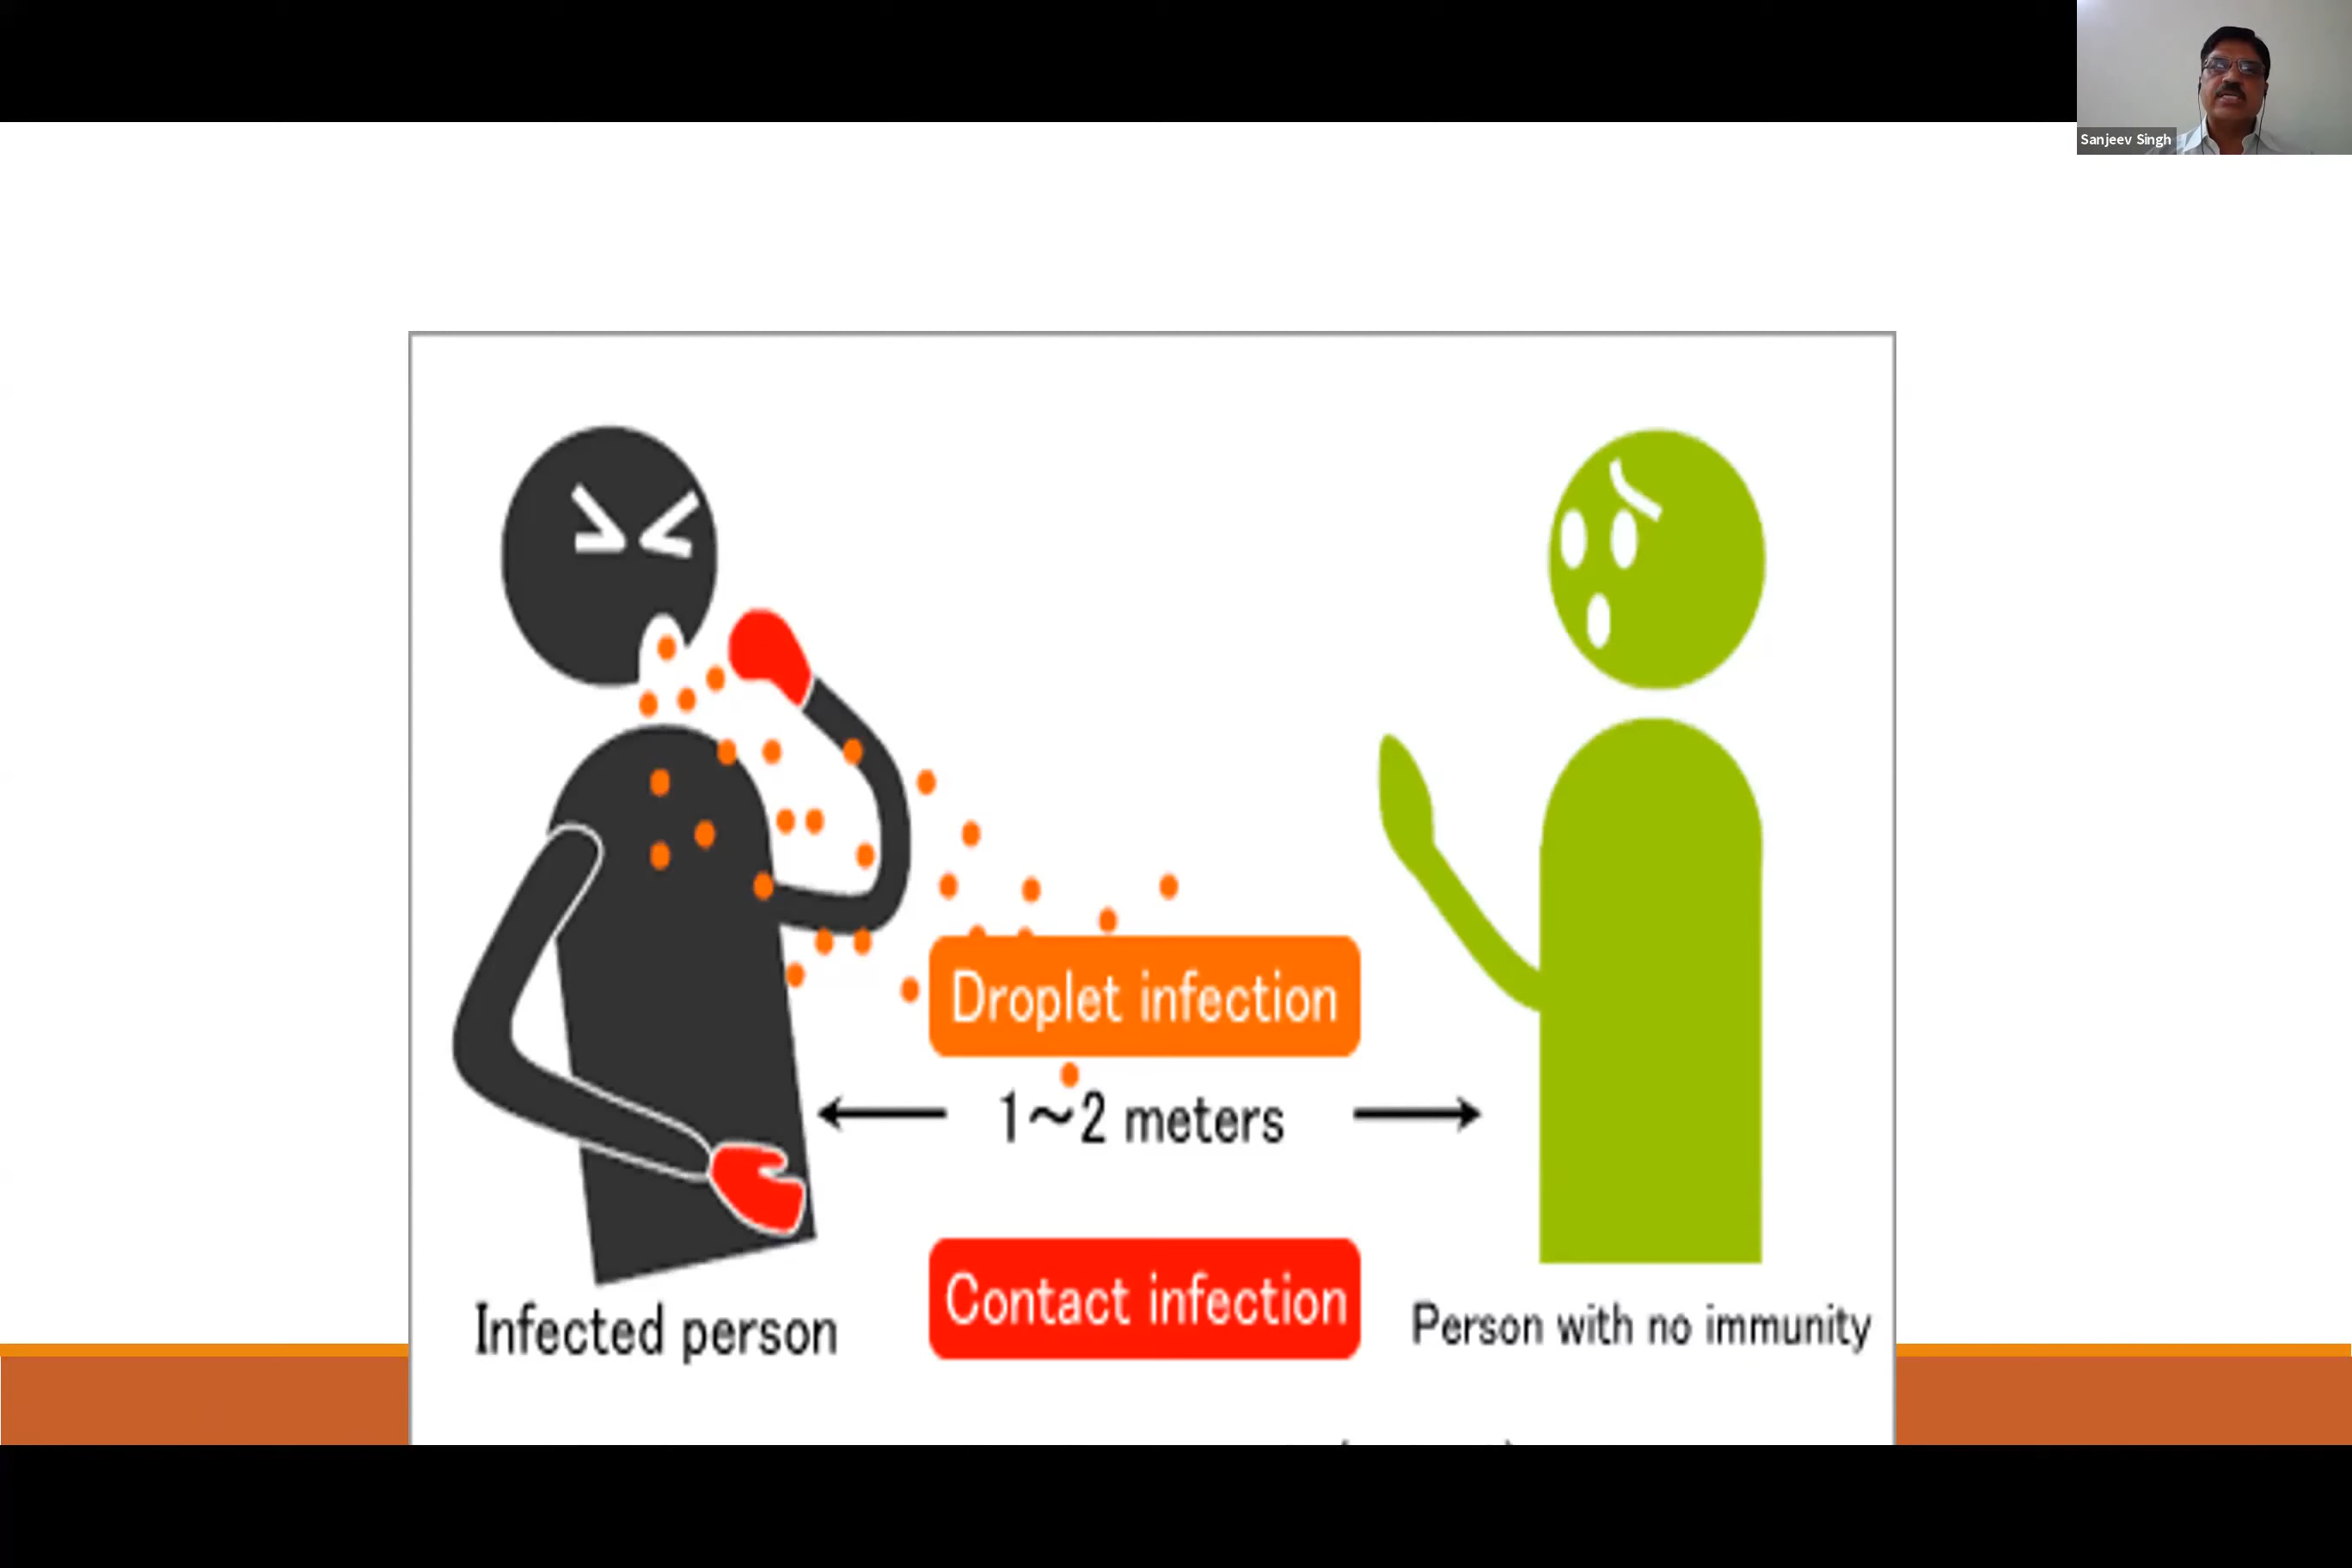 Sanjeev Singh
Droplet infection
1~2 meters
Contact infection
Infected person
Person with no immunity